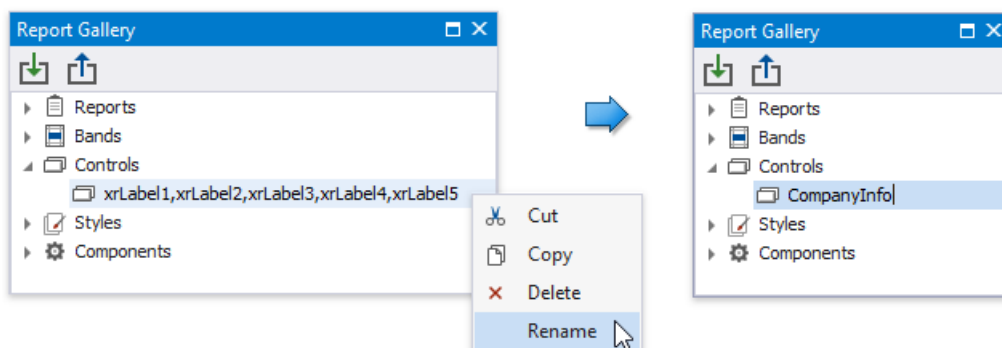 Report Gallery
Reports
Bands
Controls
xrLabel1,xrLabel2,xrLabel3,xrLabel4,xrLabel5
Styles
Components
Cut
Copy
Delete
Rename
Report Gallery
Reports
Bands
Controls
CompanyInfo
Styles
Components